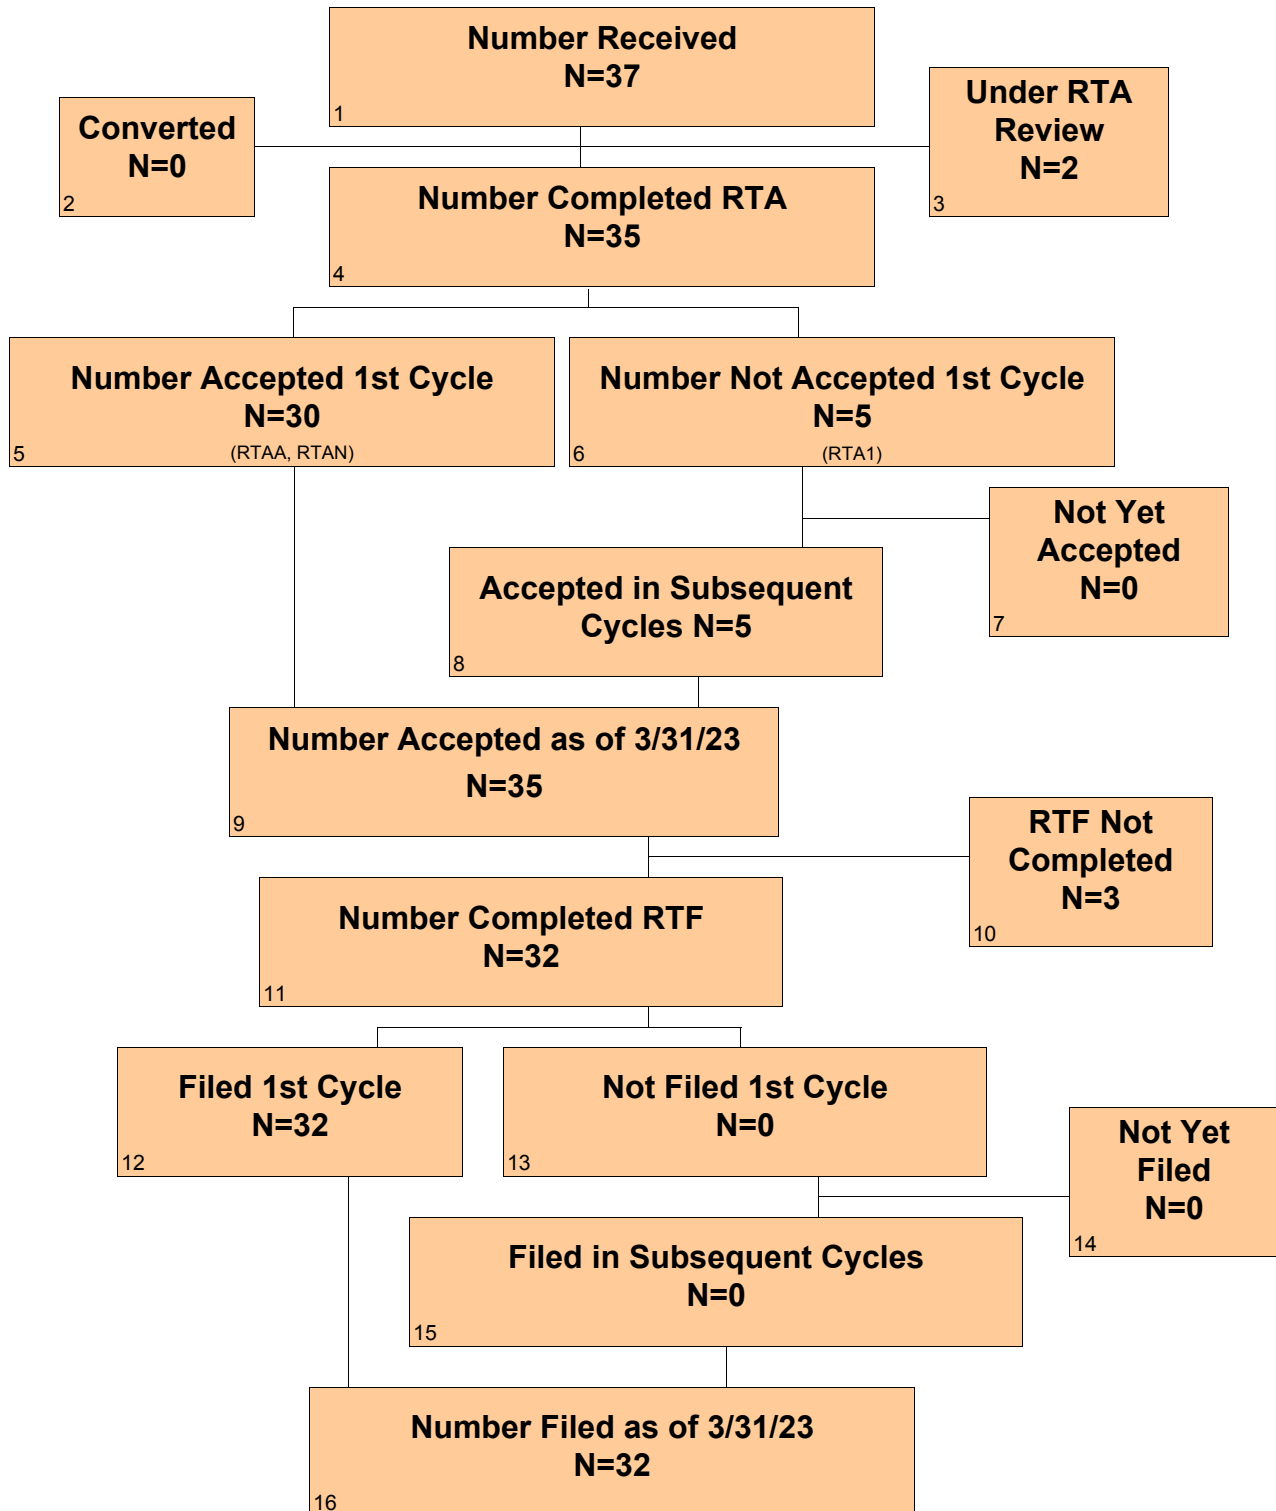 Number Received
N=37
1
Converted
N=0
2
Under RTA
Review
N=2
3
Number Completed RTA
N=35
4
Number Accepted 1st Cycle
N=30
(RTAA, RTAN)
5
Number Not Accepted 1st Cycle
N=5
(RTA1)
6
Not Yet
Accepted
N=0
7
Accepted in Subsequent
Cycles N=5
8
Number Accepted as of 3/31/23
N=35
9
RTF Not
Completed
N=3
10
Number Completed RTF
N=32
11
Filed 1st Cycle
N=32
12
Not Filed 1st Cycle
N=0
13
Not Yet
Filed
N=0
14
Filed in Subsequent Cycles
N=0
15
Number Filed as of 3/31/23
N=32
16